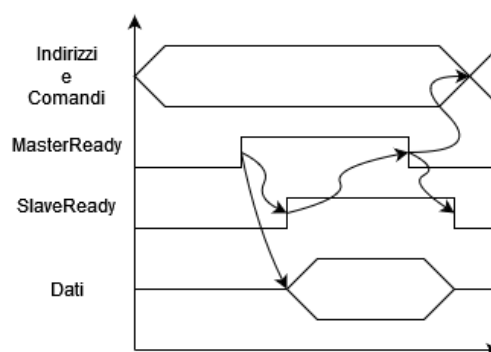 Indirizzi
e
Comandi
MasterReady
SlaveReady
Dati